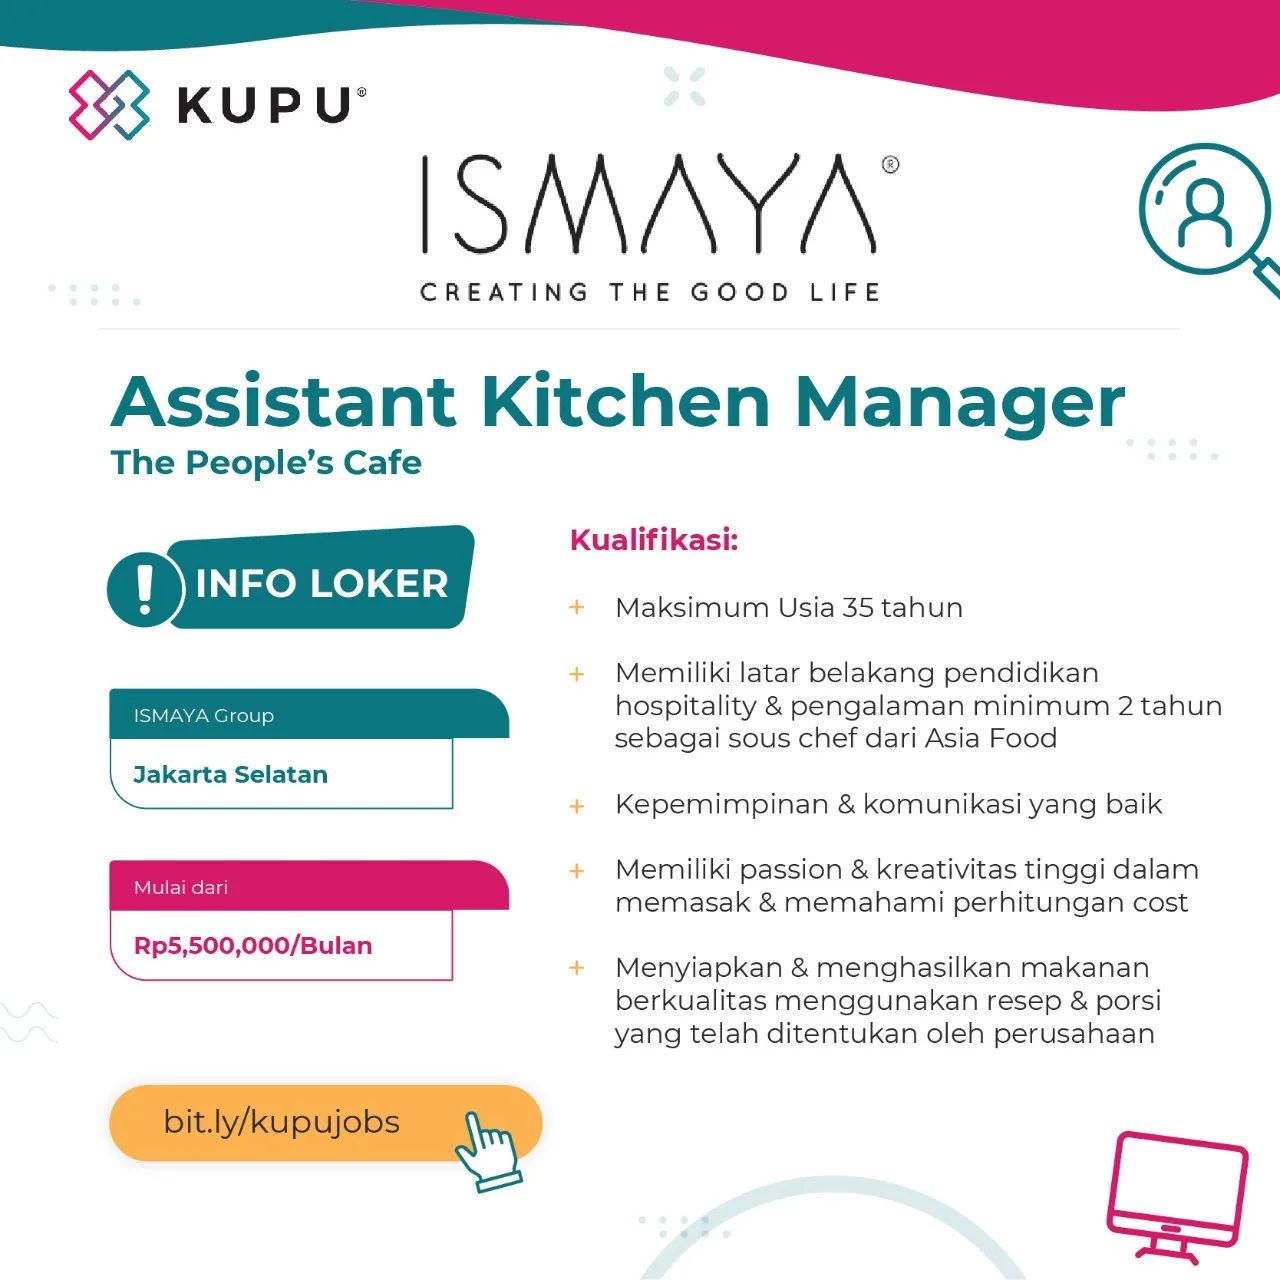 KUPU®
ISMAYA®
CREATING THE GOOD LIFE
Assistant Kitchen Manager
The People’s Cafe
! INFO LOKER
ISMAYA Group
Jakarta Selatan
Mulai dari
Rp5,500,000/Bulan
bit.ly/kupujobs
Kualifikasi:
+ Maksimum Usia 35 tahun
+ Memiliki latar belakang pendidikan
hospitality & pengalaman minimum 2 tahun
sebagai sous chef dari Asia Food
+ Kepemimpinan & komunikasi yang baik
+ Memiliki passion & kreativitas tinggi dalam
memasak & memahami perhitungan cost
+ Menyiapkan & menghasilkan makanan
berkualitas menggunakan resep & porsi
yang telah ditentukan oleh perusahaan